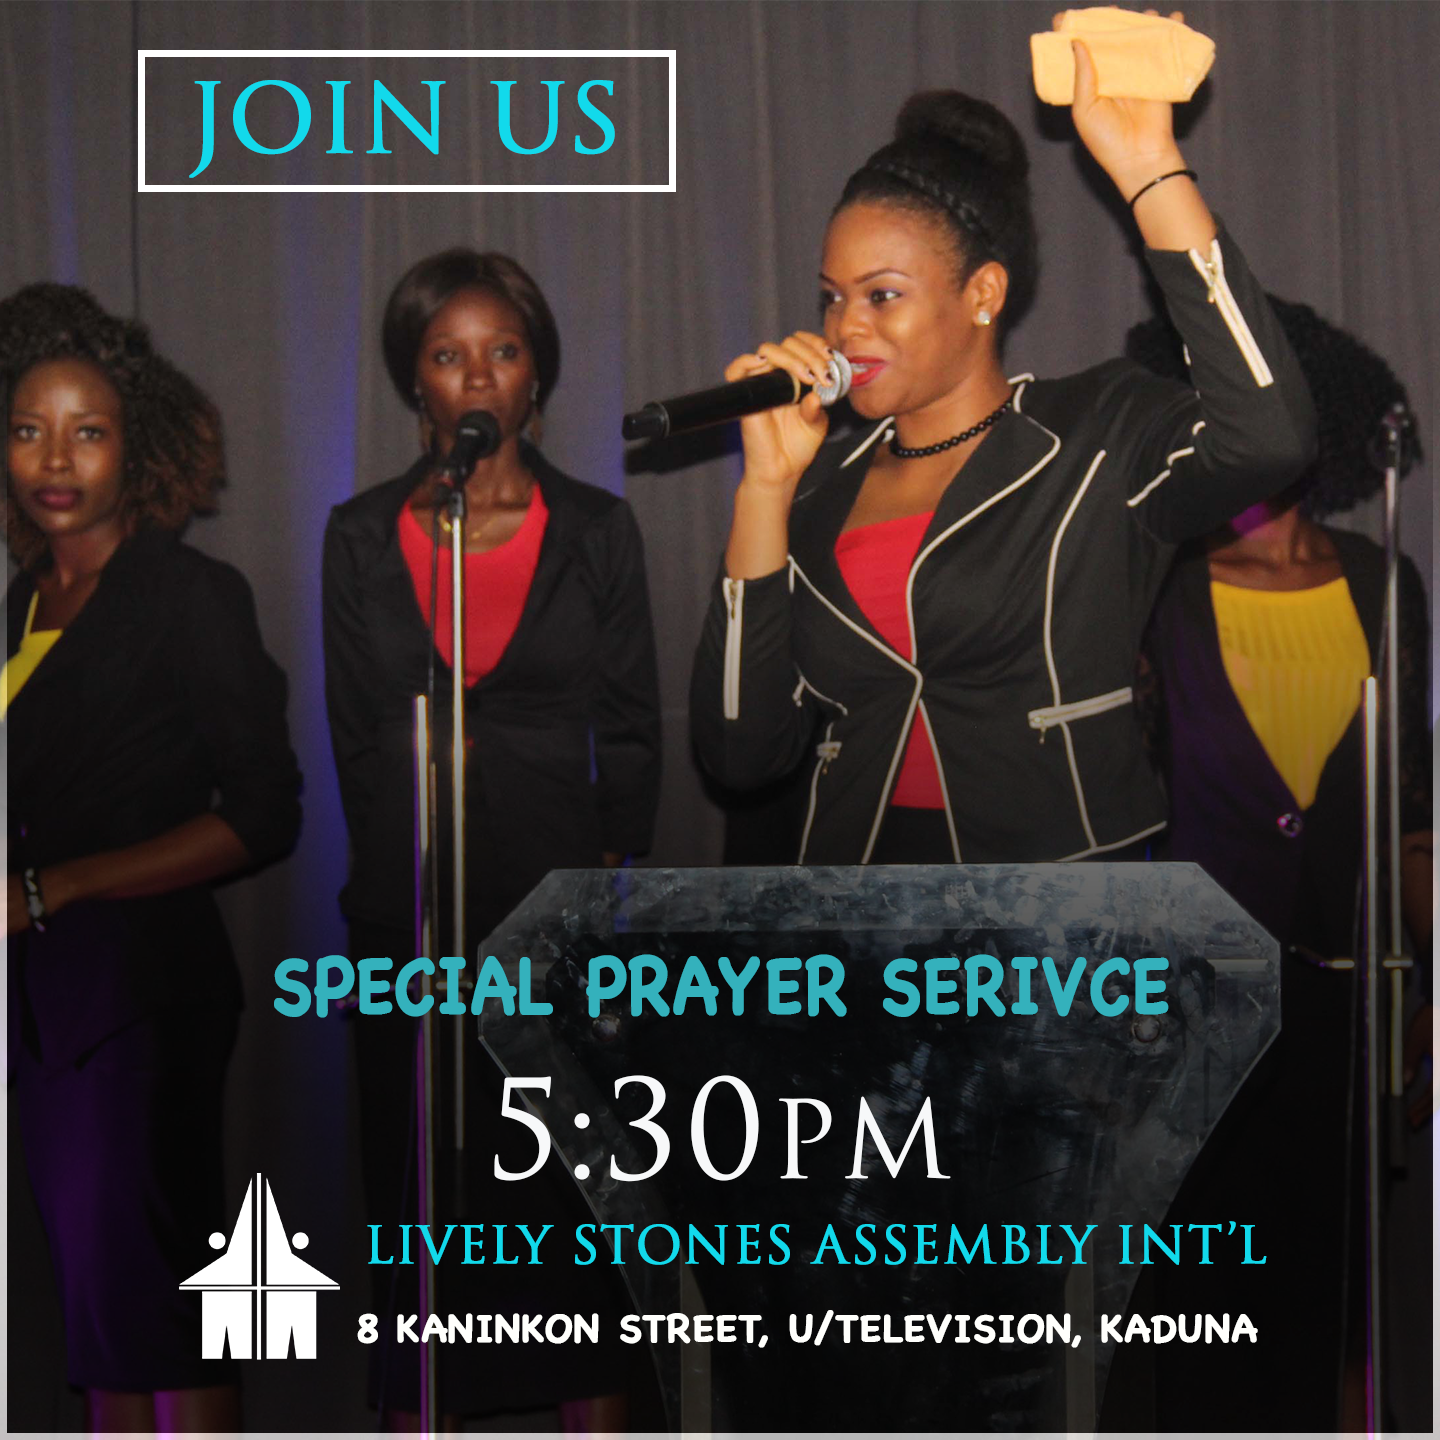 JOIN US
SPECIAL PRAYER SERIVCE
5:30PM
LIVELY STONES ASSEMBLY INT'L
8 KANINKON STREET, U/TELEVISION, KADUNA